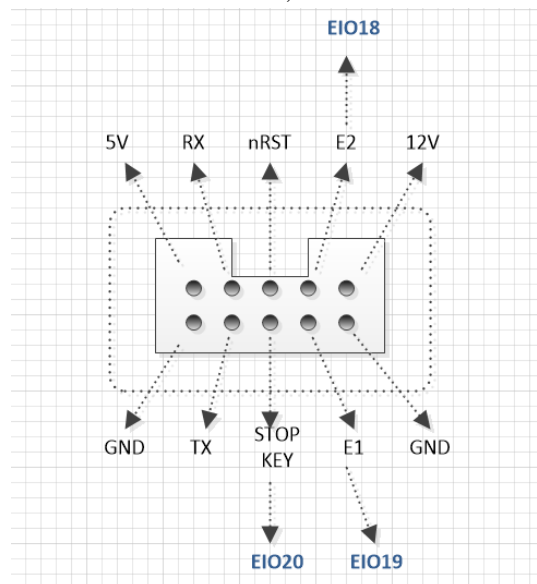 EIO18
5V RX nRST E2 12V
GND TX STOP KEY E1 GND
EIO20 EIO19